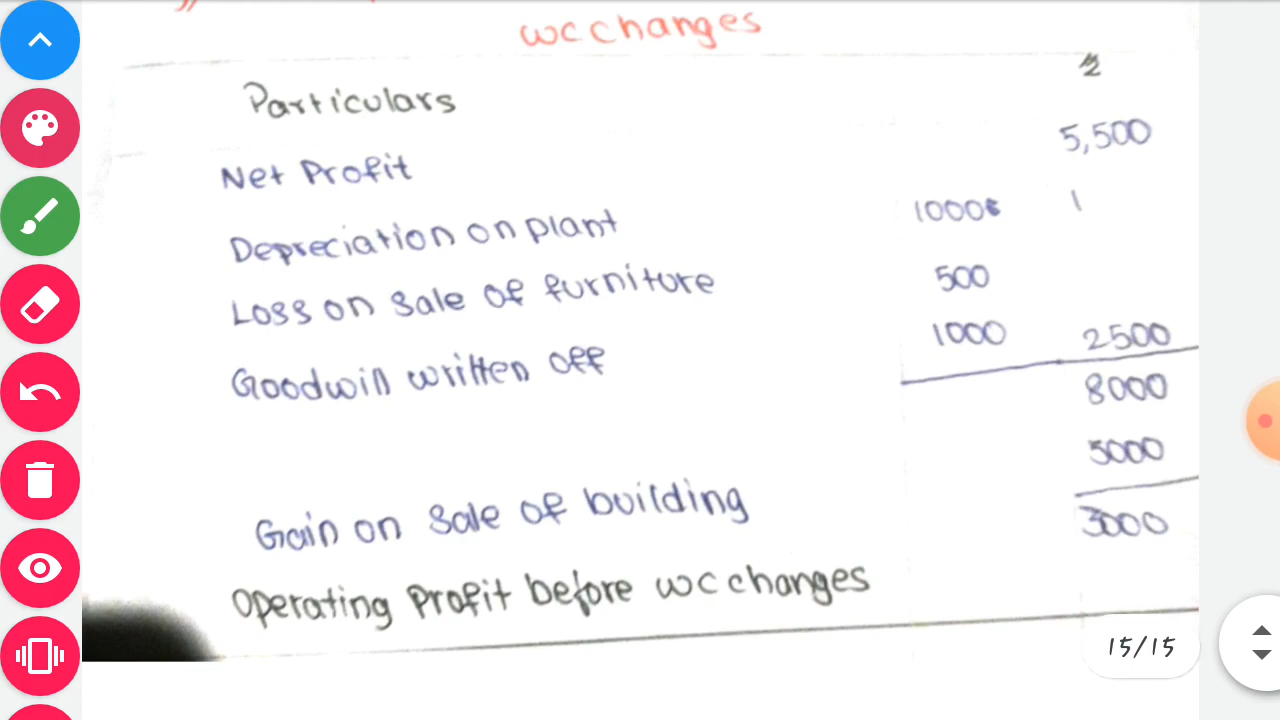 wc changes
Particulars
Net Profit 5,500
Depreciation on plant 1000
Loss on sale of furniture 500
Goodwill written off 1000 2500
8000
Gain on sale of building 5000
3000
Operating Profit before wc changes
15/15